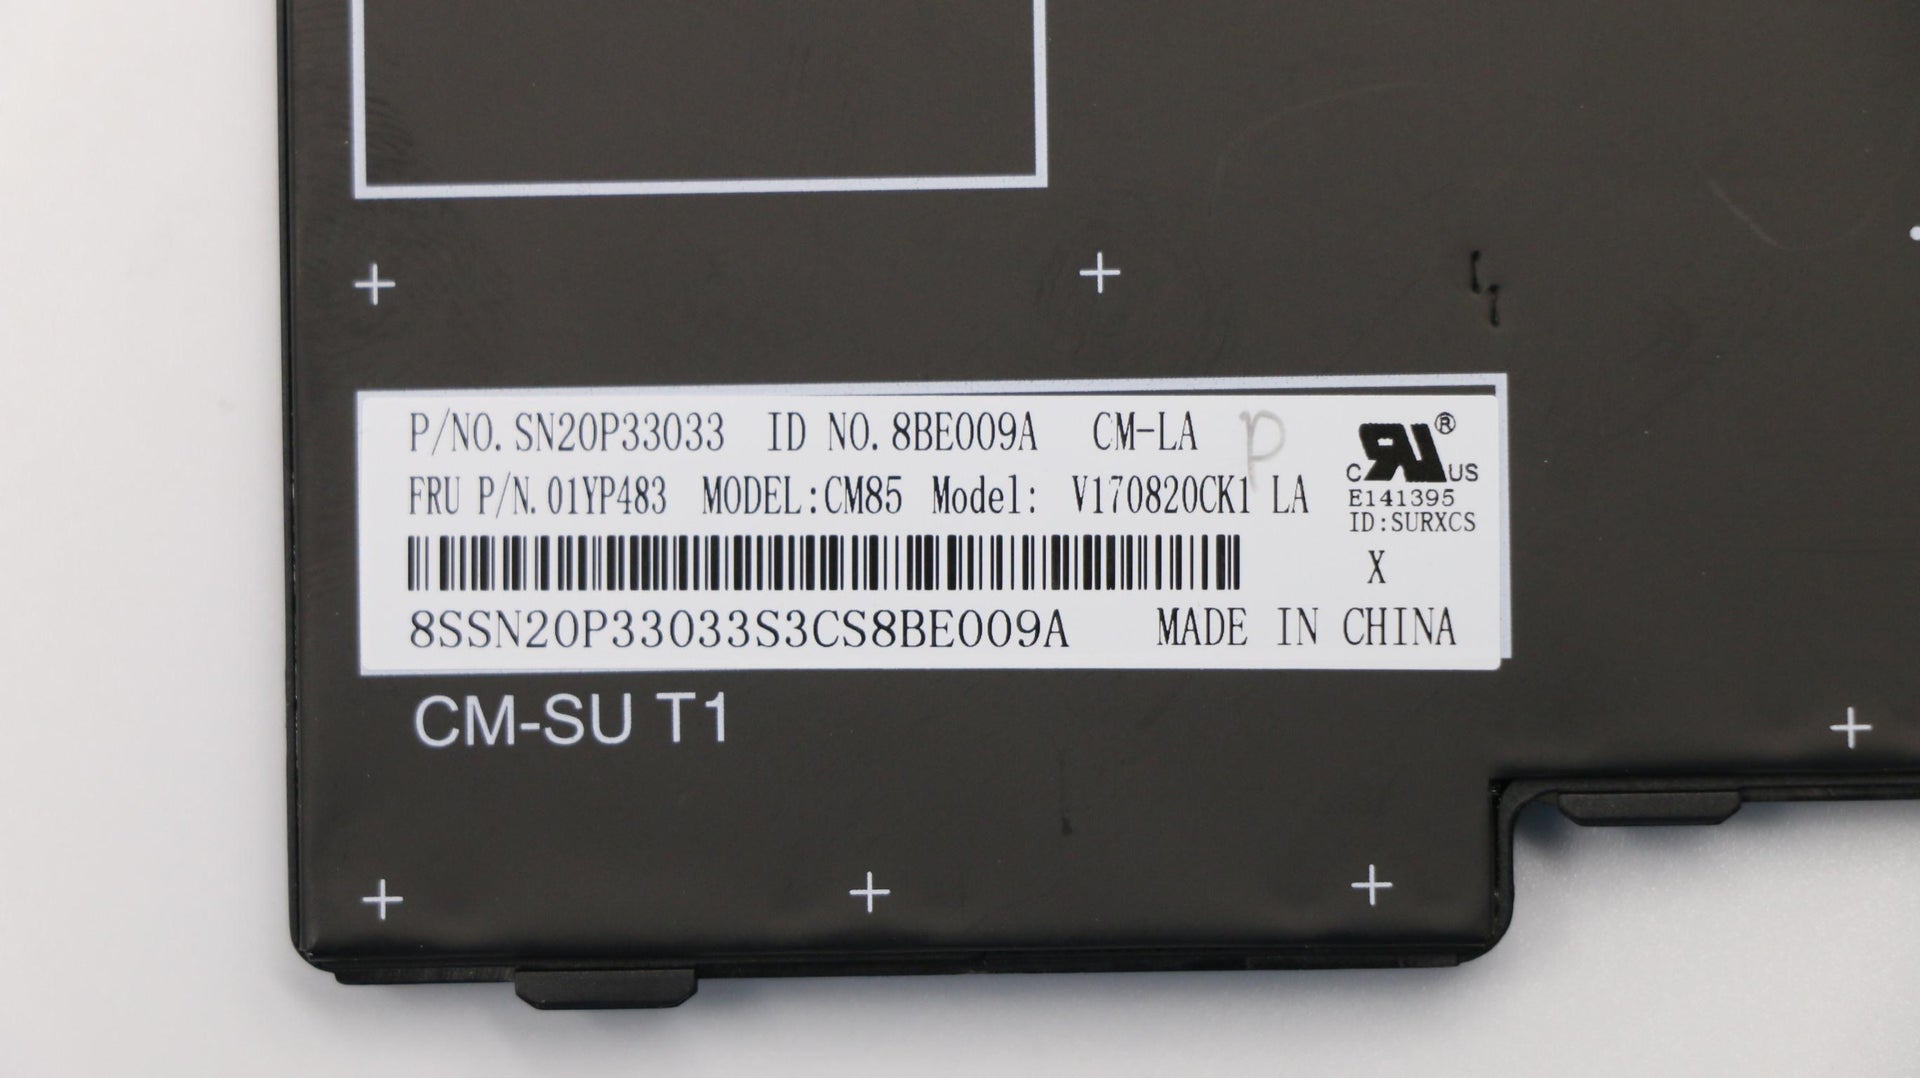 P/NO. SN20P33033 ID NO. 8BE009A CM-LA p
FRU P/N. 01YP483 MODEL:CM85 Model: V170820CK1 LA
8SSN20P33033S3CS8BE009A MADE IN CHINA
C RU ® US
E141395
ID:SURXCS
X
CM-SU T1